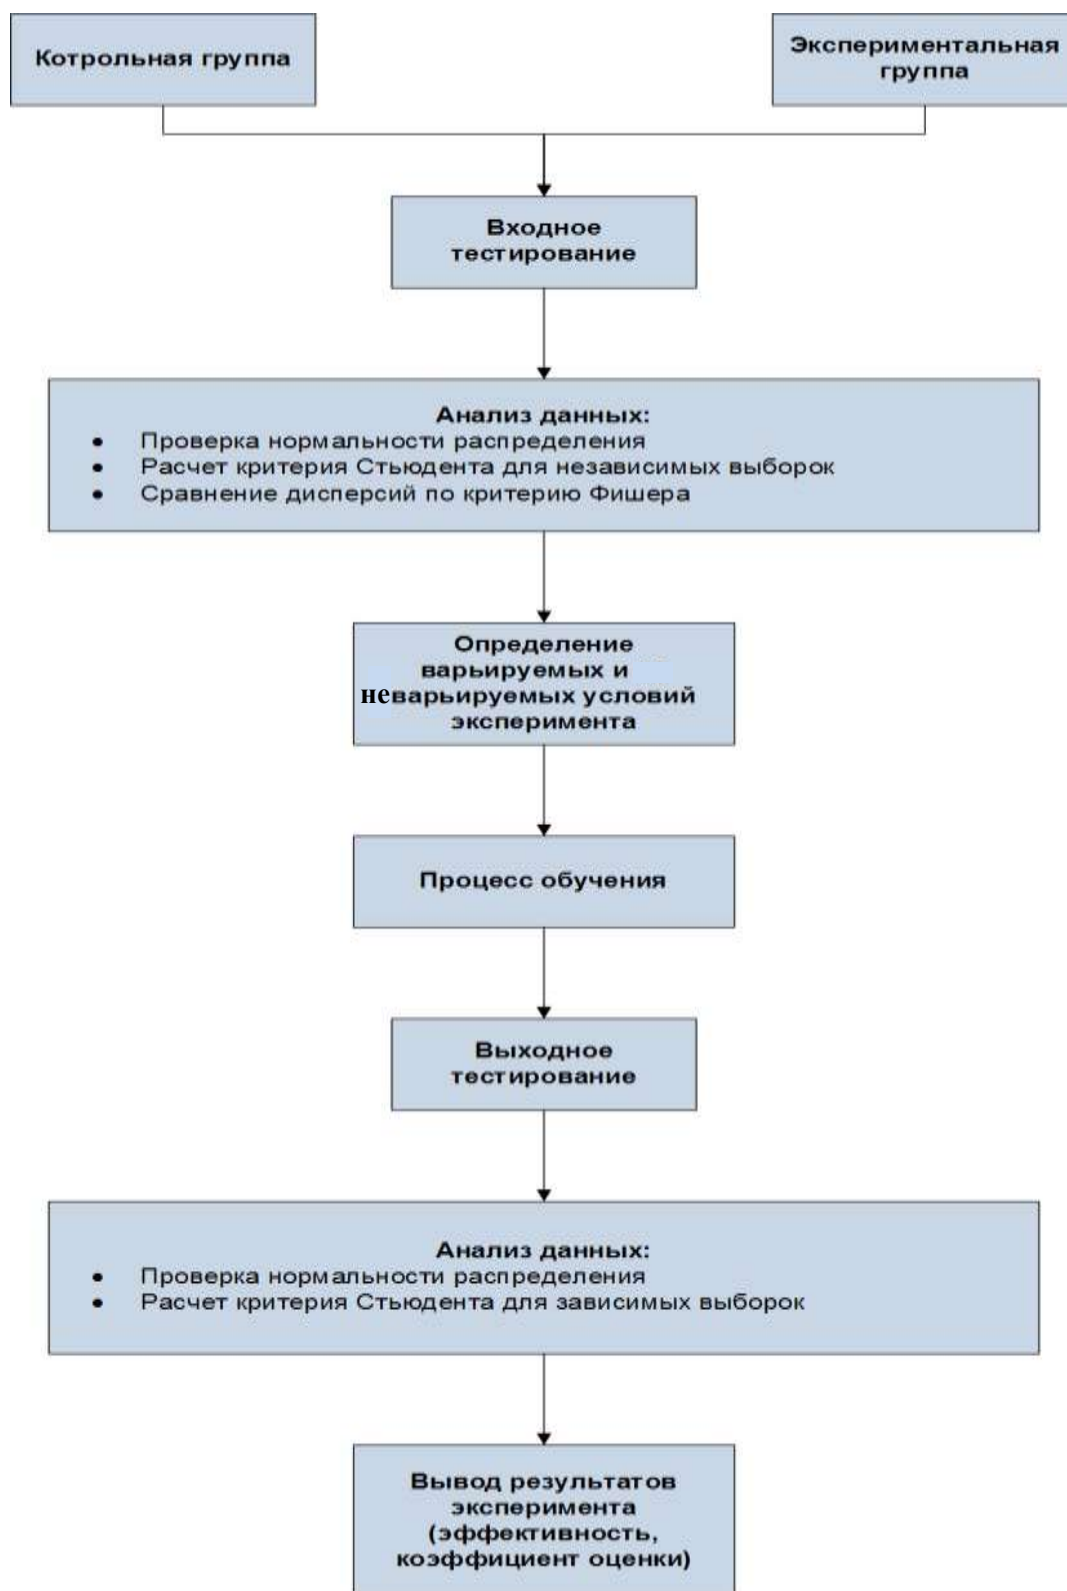 Котрольная группа
Экспериментальная
группа
Входное
тестирование
Анализ данных:
● Проверка нормальности распределения
● Расчет критерия Стьюдента для независимых выборок
● Сравнение дисперсий по критерию Фишера
Определение
варьируемых и
неварьируемых условий
эксперимента
Процесс обучения
Выходное
тестирование
Анализ данных:
● Проверка нормальности распределения
● Расчет критерия Стьюдента для зависимых выборок
Вывод результатов
эксперимента
(эффективность,
коэффициент оценки)